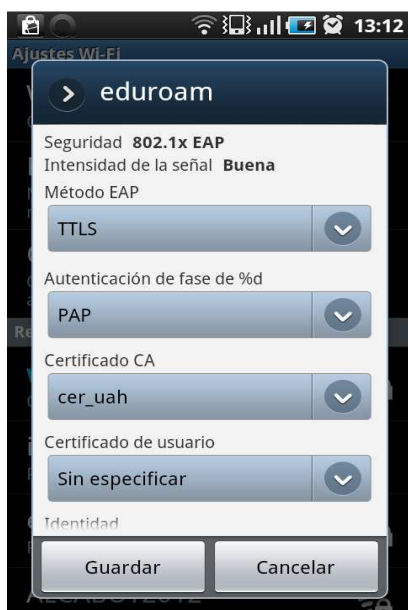 13:12
Ajustes Wi-Fi
eduroam
Seguridad 802.1x EAP
Intensidad de la señal Buena
Método EAP
TTLS
Autenticación de fase de %d
PAP
Certificado CA
cer_uah
Certificado de usuario
Sin especificar
Identidad
Guardar Cancelar